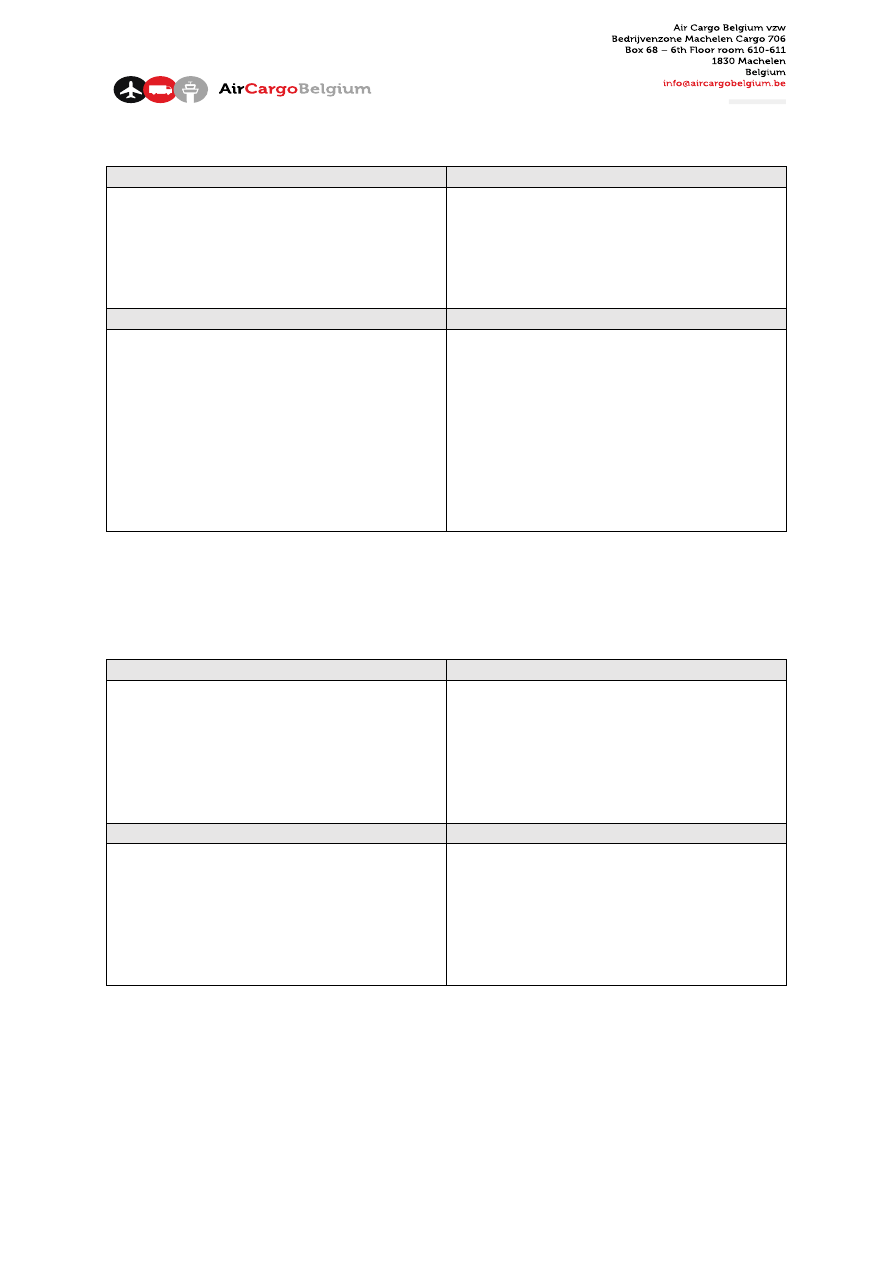 Air Cargo Belgium vzw
Bedrijvenzone Machelen Cargo 706
Box 68 – 6th Floor room 610-611
1830 Machelen
Belgium
info@aircargobelgium.be
AirCargoBelgium